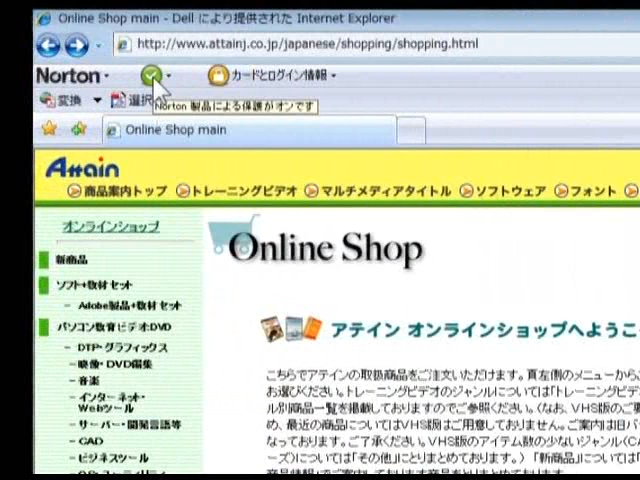 Online Shop main - Dell により提供された Internet Explorer
http://www.attainj.co.jp/japanese/shopping/shopping.html
Norton
カードとログイン情報
変換
選択
Norton 製品による保護がオンです
Online Shop main
Attain
商品案内トップ
トレーニングビデオ
マルチメディアタイトル
ソフトウェア
フォント
オンラインショップ
新商品
ソフト+教材セット
- Adobe製品+教材セット
パソコン教育ビデオ・DVD
- DTP・グラフィックス
- 映像・DVD編集
- 音楽
- インターネット・
Webツール
- サーバー・開発言語等
- CAD
- ビジネスツール
Online Shop
アテイン オンラインショップへようこ
こちらでアテインの取扱商品をご注文いただけます。真左側のメニューから
お選びください。トレーニングビデオのジャンルについては「トレーニングビデ
ル別商品一覧を掲載しておりますのでご参照ください。(なお、VHS版のご
め、最近の商品についてはVHS版はご用意しておりません。ご案内は旧バ
なっております。ご了承ください。VHS版のアイテム数の少ないジャンル(CA
ーズ)については「その他」にとりまとめております。) 「新商品」については「